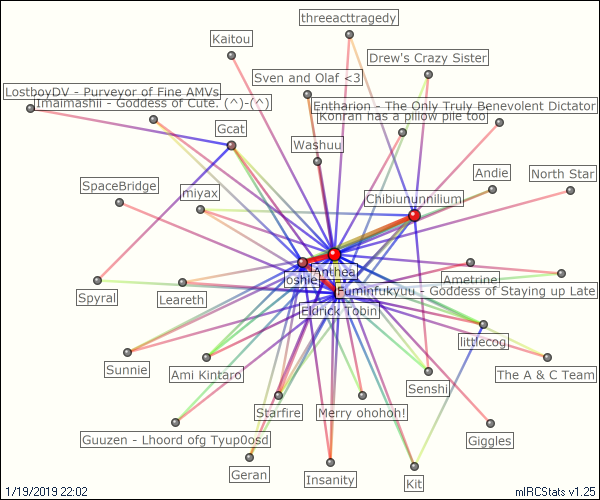 threeacttragedy
Kaitou
Drew's Crazy Sister
Sven and Olaf <3
LostboyDV - Purveyor of Fine AMVs
Imaimashii - Goddess of Cute. (^)-(^)
Entharion - The Only Truly Benevolent Dictator
Konran has a pillow pile too
Gcat
Washuu
Andie
North Star
SpaceBridge
miyax
Chibiununnilium
Anthea
Joshie
Ametrine
Fuminfukyuu - Goddess of Staying up Late
Spyral
Leareth
Eldrick Tobin
littlecog
Sunnie
Ami Kintaro
Senshi
The A & C Team
Starfire
Merry ohohoh!
Guuzen - Lhoord ofg Tyup0osd
Giggles
Geran
Insanity
Kit
1/19/2019 22:02
mIRCStats v1.25